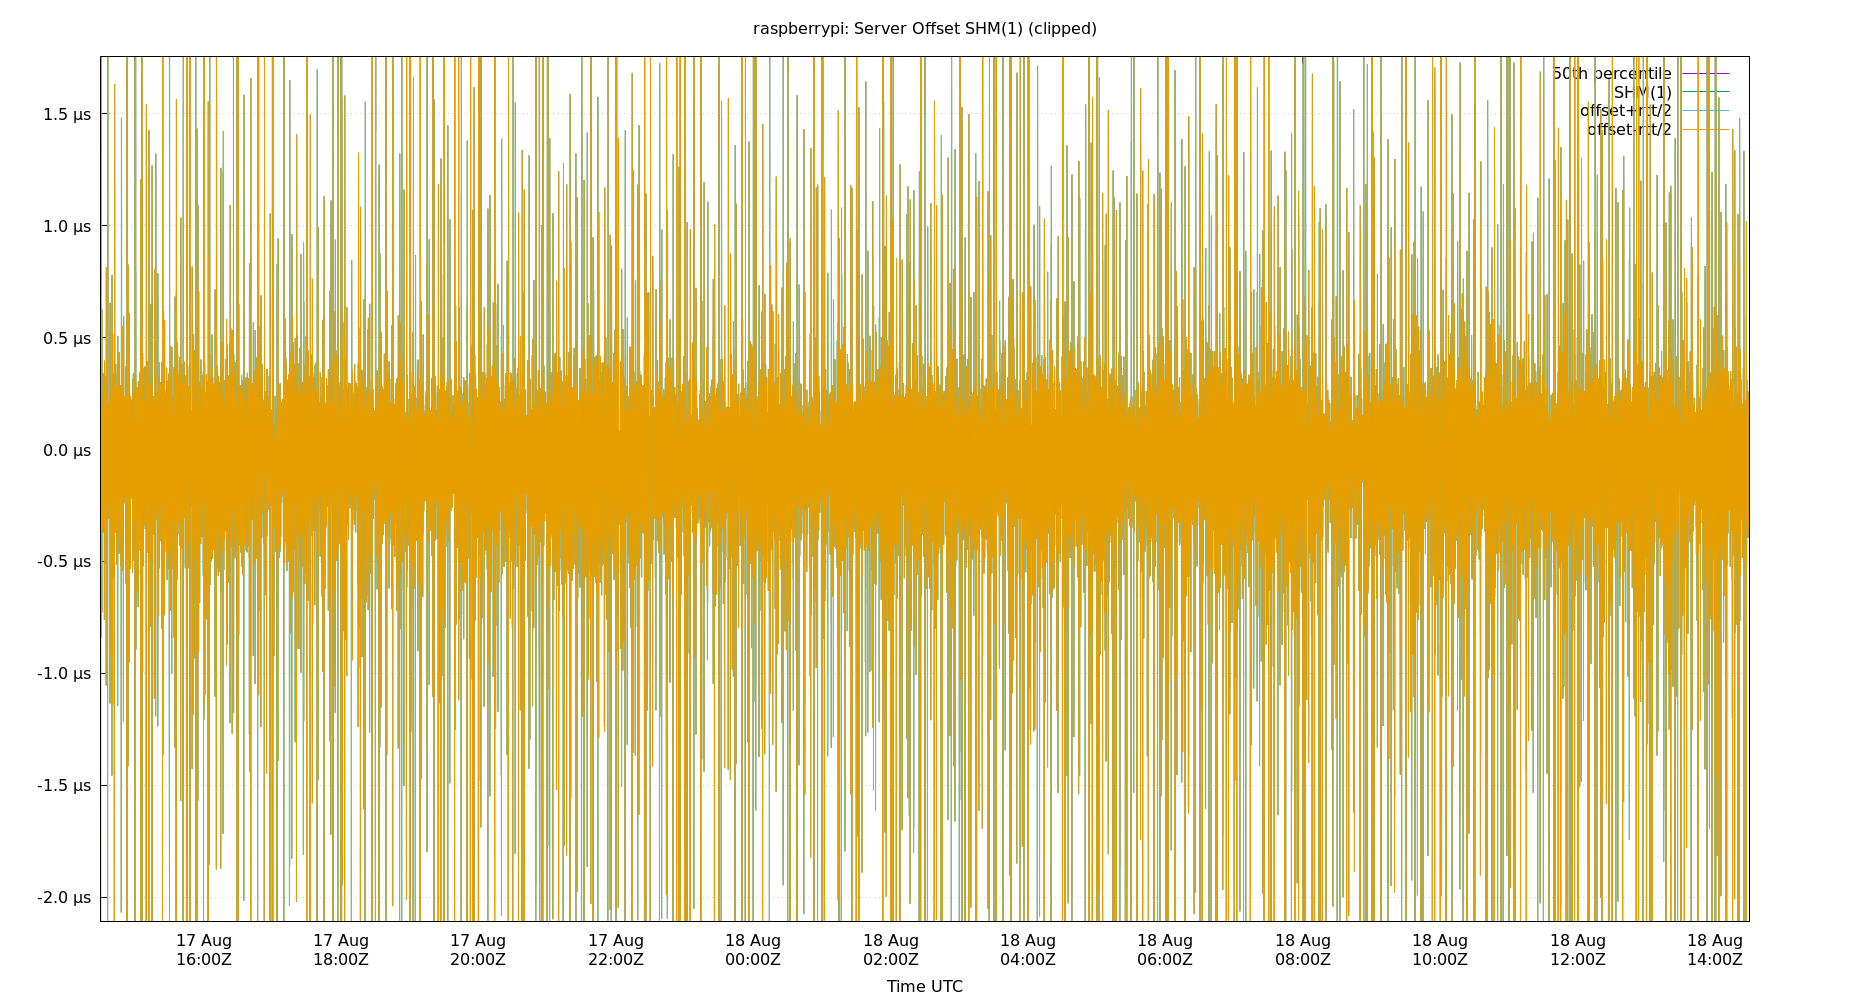 raspberrypi: Server Offset SHM(1) (clipped)
50th percentile
SHM(1)
offset+rtt/2
offset-rtt/2
1.5 µs
1.0 µs
0.5 µs
0.0 µs
-0.5 µs
-1.0 µs
-1.5 µs
-2.0 µs
17 Aug 17 Aug 17 Aug 17 Aug 18 Aug 18 Aug 18 Aug 18 Aug 18 Aug 18 Aug 18 Aug 18 Aug
16:00Z 18:00Z 20:00Z 22:00Z 00:00Z 02:00Z 04:00Z 06:00Z 08:00Z 10:00Z 12:00Z 14:00Z
Time UTC